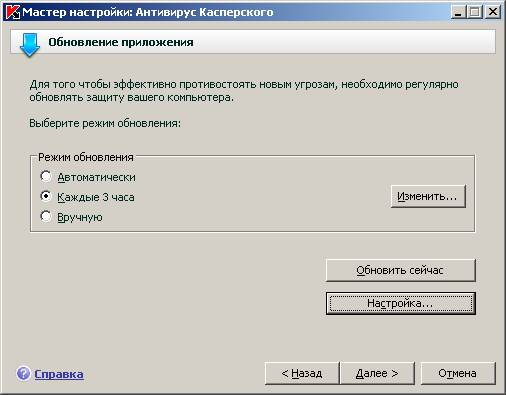 Мастер настройки: Антивирус Касперского
Обновление приложения
Для того чтобы эффективно противостоять новым угрозам, необходимо регулярно
обновлять защиту вашего компьютера.
Выберите режим обновления:
Режим обновления
Автоматически
Каждые 3 часа
Изменить...
Вручную
Обновить сейчас
Настройка...
Справка
< Назад
Далее >
Отмена